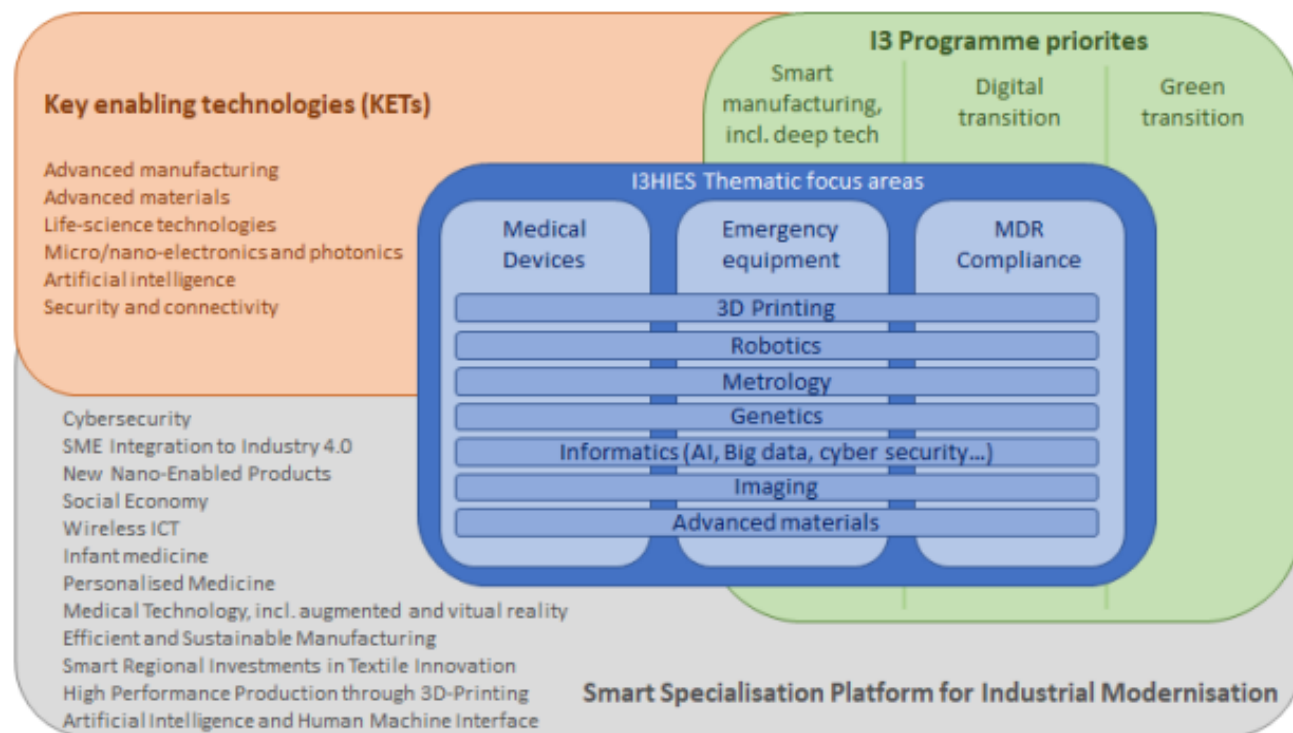 Key enabling technologies (KETs)
Advanced manufacturing
Advanced materials
Life-science technologies
Micro/nano-electronics and photonics
Artificial intelligence
Security and connectivity
I3 Programme priorites
Smart
manufacturing,
incl. deep tech
Digital
transition
Green
transition
I3HIES Thematic focus areas
Medical
Devices
Emergency
equipment
MDR
Compliance
3D Printing
Robotics
Metrology
Genetics
Informatics (AI, Big data, cyber security...)
Imaging
Advanced materials
Cybersecurity
SME Integration to Industry 4.0
New Nano-Enabled Products
Social Economy
Wireless ICT
Infant medicine
Personalised Medicine
Medical Technology, incl. augmented and vitual reality
Efficient and Sustainable Manufacturing
Smart Regional Investments in Textile Innovation
High Performance Production through 3D-Printing
Artificial Intelligence and Human Machine Interface
Smart Specialisation Platform for Industrial Modernisation